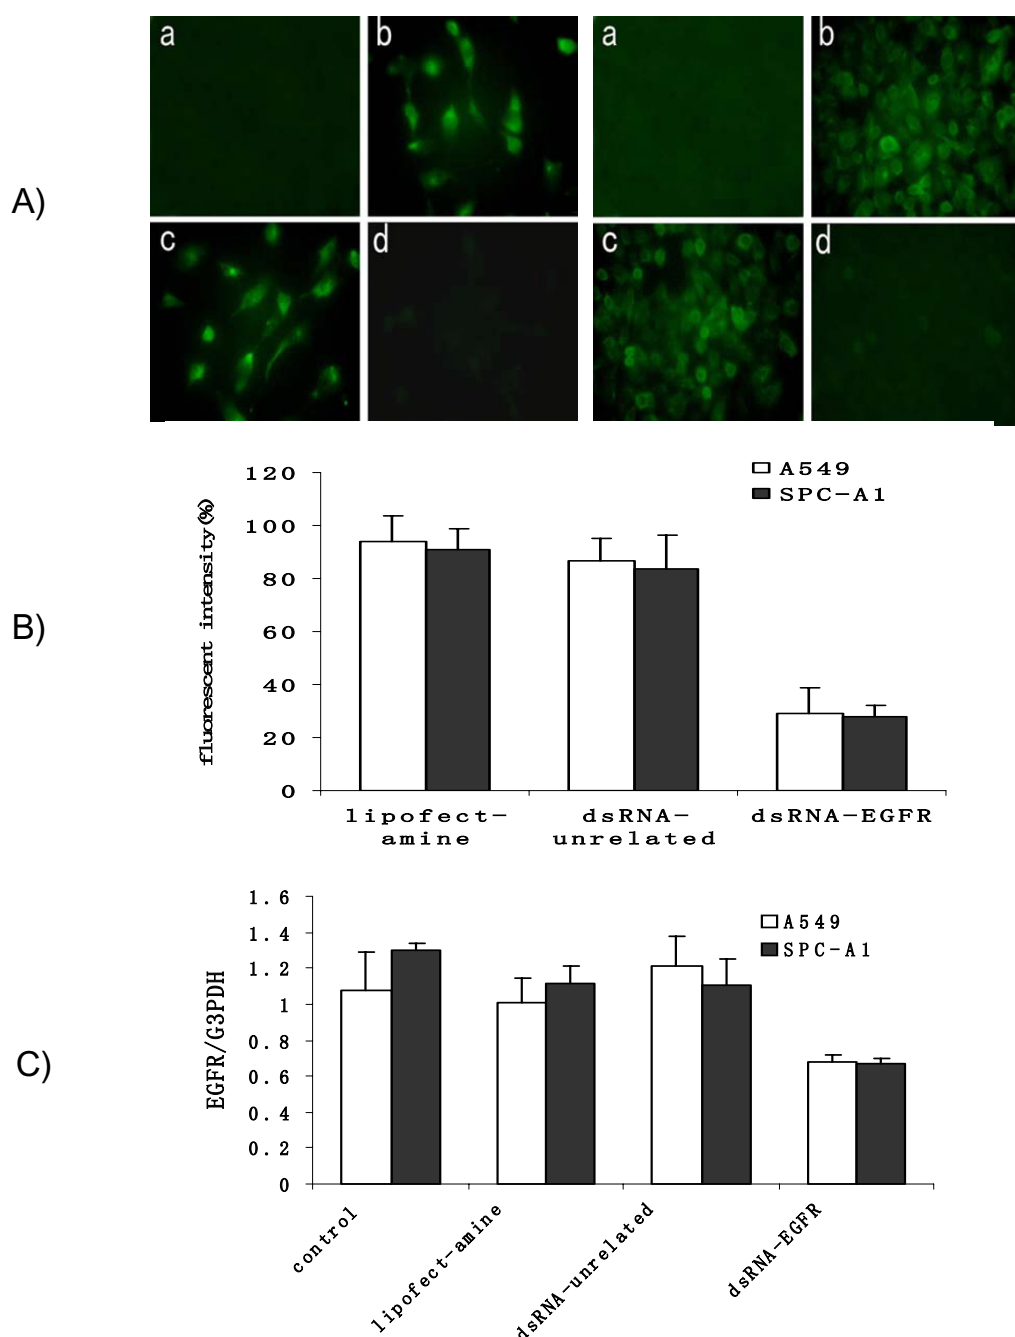 A)
a
b
a
b
c
d
c
d
B)
fluorescent intensity(%)
120
100
80
60
40
20
0
A549
SPC-A1
lipofect-
amine
dsRNA-
unrelated
dsRNA-EGFR
C)
EGFR/G3PDH
1.6
1.4
1.2
1
0.8
0.6
0.4
0.2
0
A549
SPC-A1
control
lipofect-amine
dsRNA-unrelated
dsRNA-EGFR